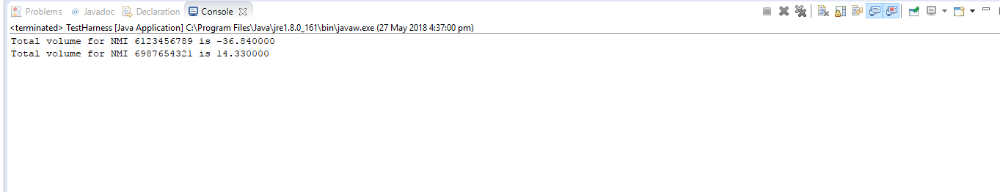 Problems @ Javadoc Declaration Console
<terminated> TestHarness [Java Application] C:\Program Files\Java\jre1.8.0_161\bin\javaw.exe (27 May 2018 4:37:00 pm)
Total volume for NMI 6123456789 is -36.840000
Total volume for NMI 6987654321 is 14.330000